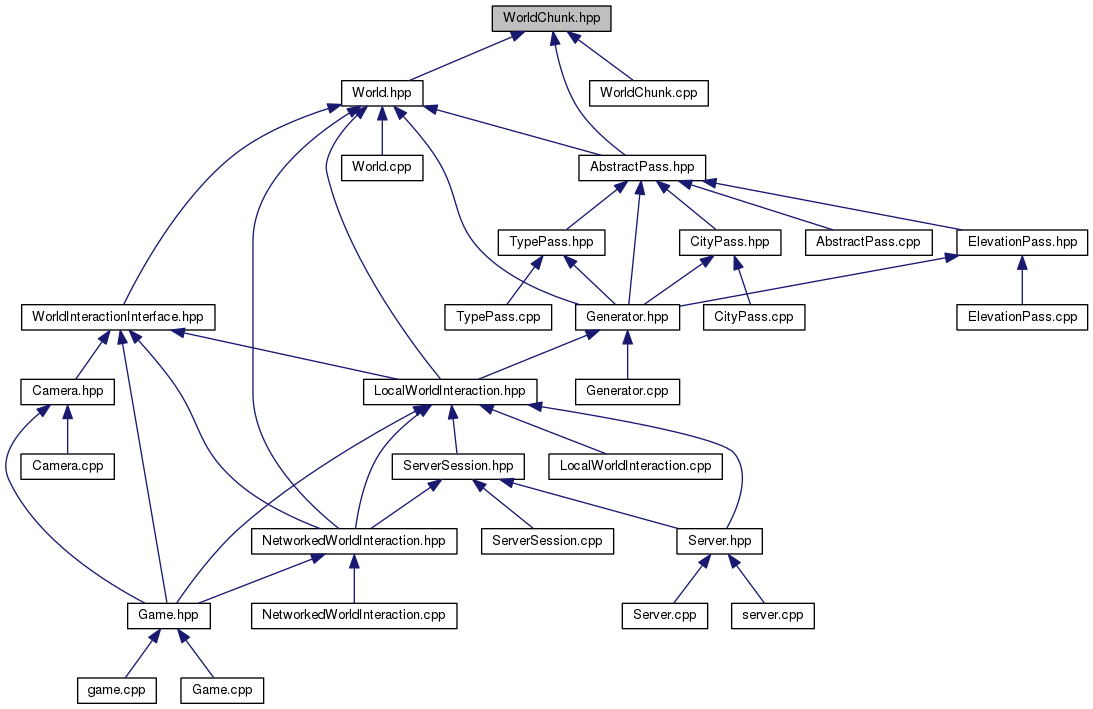 WorldChunk.hpp
World.hpp
WorldChunk.cpp
World.cpp
AbstractPass.hpp
TypePass.hpp
CityPass.hpp
AbstractPass.cpp
ElevationPass.hpp
WorldInteractionInterface.hpp
TypePass.cpp
Generator.hpp
CityPass.cpp
ElevationPass.cpp
Camera.hpp
LocalWorldInteraction.hpp
Generator.cpp
Camera.cpp
ServerSession.hpp
LocalWorldInteraction.cpp
NetworkedWorldInteraction.hpp
ServerSession.cpp
Server.hpp
Game.hpp
NetworkedWorldInteraction.cpp
Server.cpp
server.cpp
game.cpp
Game.cpp